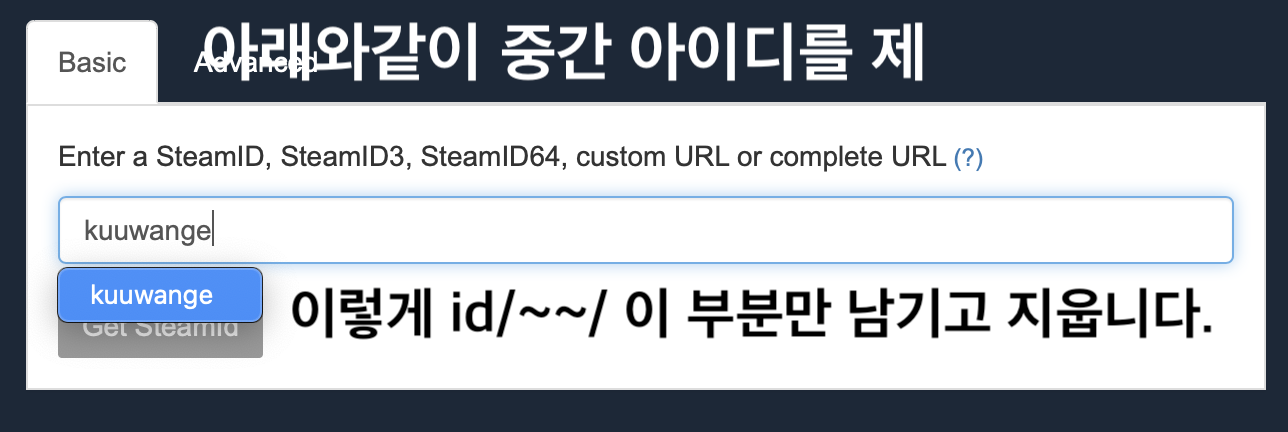 아래와같이 중간 아이디를 제
Basic
Advanced
Enter a SteamID, SteamID3, SteamID64, custom URL or complete URL (?)
kuuwange
kuuwange
Get SteamId
이렇게 id/~~/ 이 부분만 남기고 지웁니다.